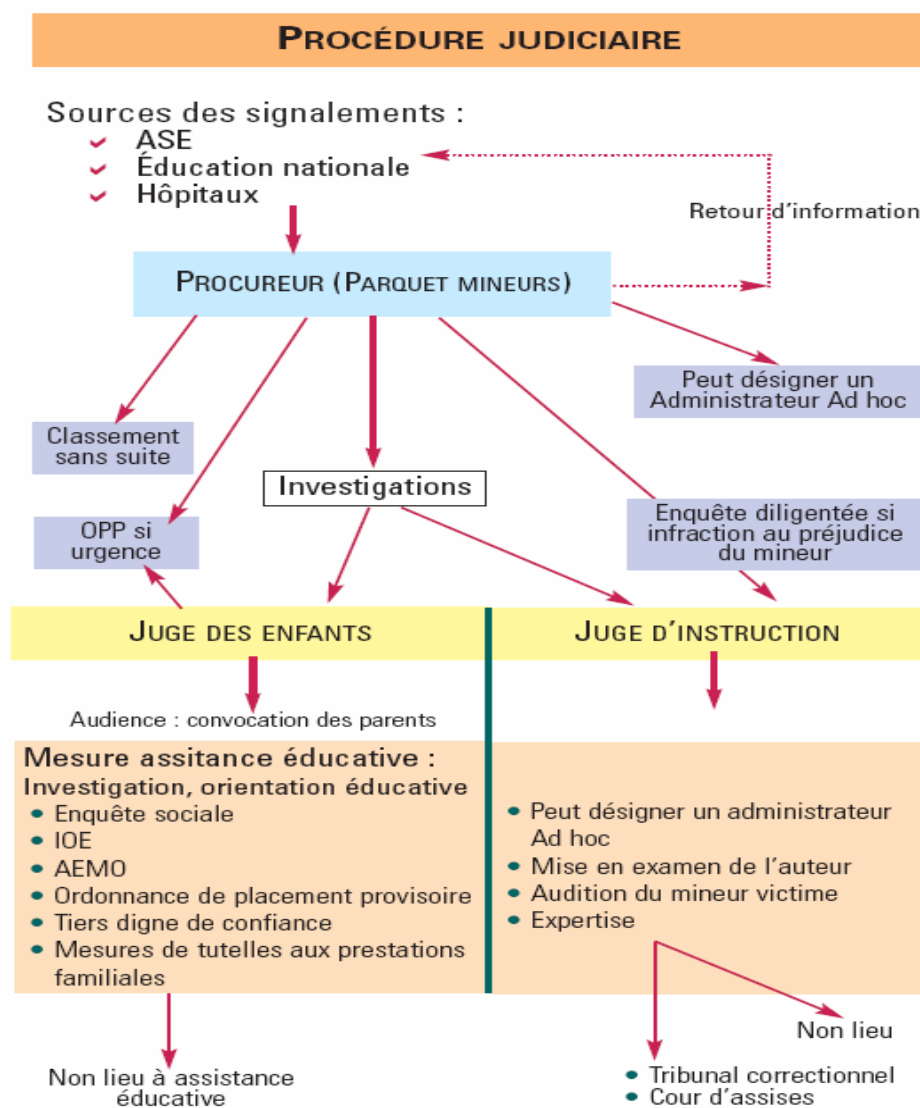 PROCÉDURE JUDICIAIRE
Sources des signalements :
ASE
Éducation nationale
Hôpitaux
Retour d'information
PROCUREUR (PARQUET MINEURS)
Peut désigner un
Administrateur Ad hoc
Classement
sans suite
Investigations
OPP si
urgence
Enquête diligentée si
infraction au préjudice
du mineur
JUGE DES ENFANTS
JUGE D'INSTRUCTION
Audience : convocation des parents
Mesure assitance éducative :
Investigation, orientation éducative
• Enquête sociale
• IOE
• AEMO
• Ordonnance de placement provisoire
• Tiers digne de confiance
• Mesures de tutelles aux prestations
familiales
• Peut désigner un administrateur
Ad hoc
• Mise en examen de l'auteur
• Audition du mineur victime
• Expertise
Non lieu à assistance
éducative
Non lieu
• Tribunal correctionnel
• Cour d'assises